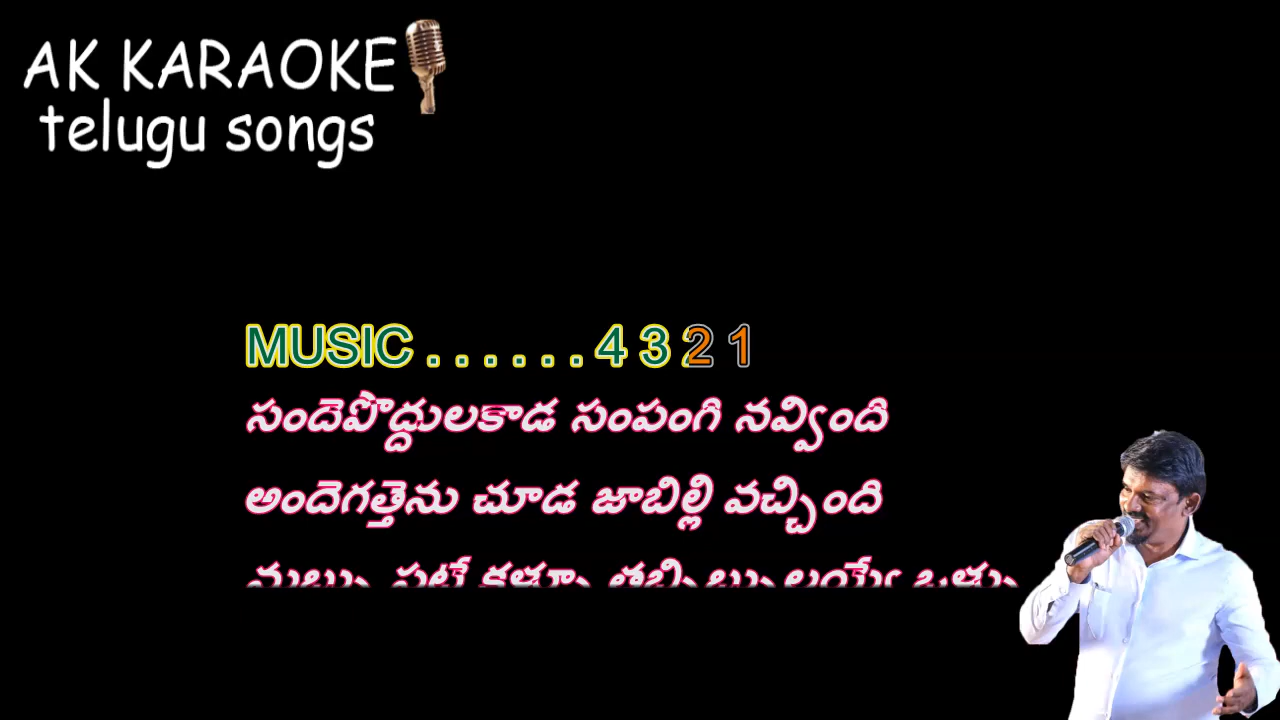 AK KARAOKE
telugu songs
MUSIC . . . . . . 4 3 2 1
సందెపొద్దులకాడ సంపంగి నవ్వింది
అందెగత్తెను చూడ జాబిల్లి వచ్చింది